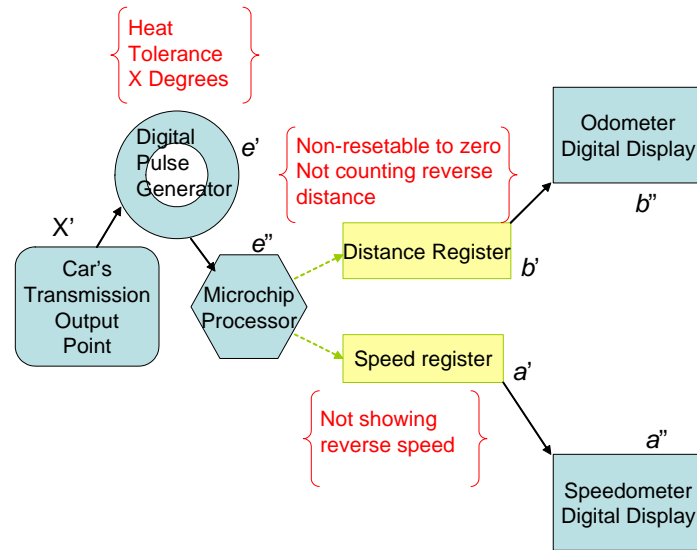 Heat
Tolerance
X Degrees
Digital
Pulse
Generator
e'
Non-resetable to zero
Not counting reverse
distance
Odometer
Digital Display
b"
X'
Car's
Transmission
Output
Point
e"
Microchip
Processor
Distance Register
b'
Speed register
a'
Not showing
reverse speed
a"
Speedometer
Digital Display